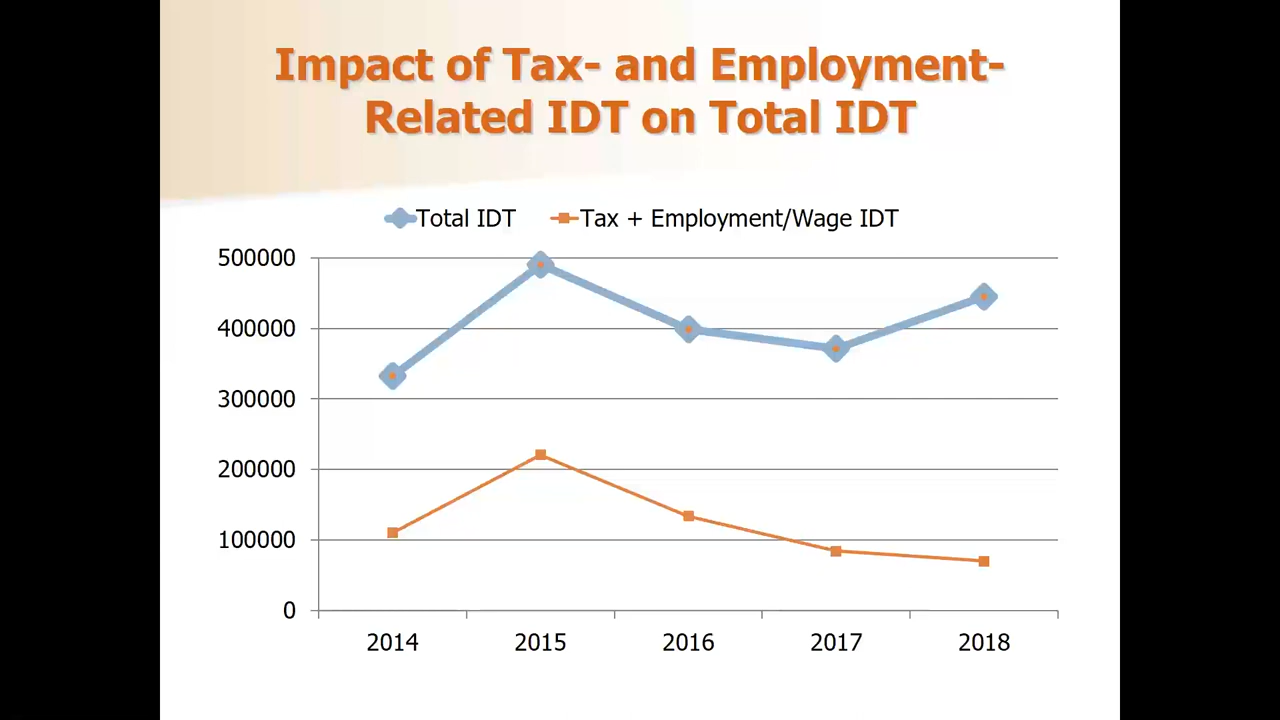 Impact of Tax- and Employment-
Related IDT on Total IDT
Total IDT
Tax + Employment/Wage IDT
500000
400000
300000
200000
100000
0
2014
2015
2016
2017
2018